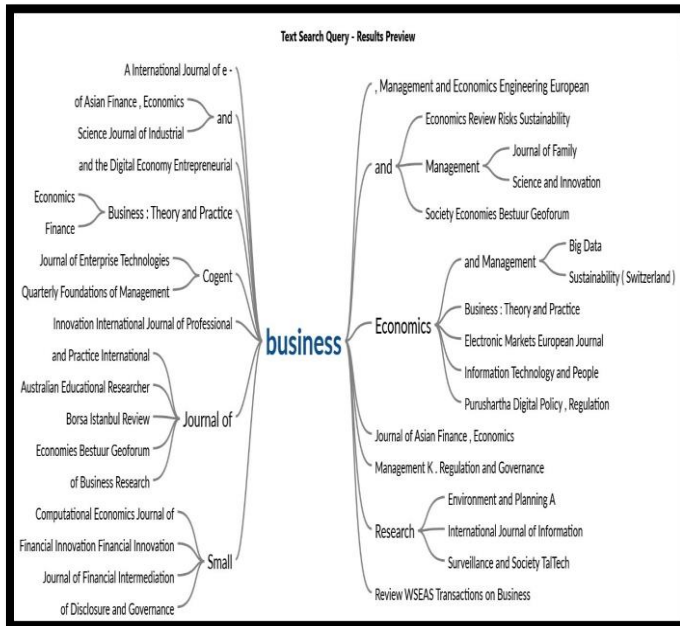 Text Search Query - Results Preview
A International Journal of e -
of Asian Finance , Economics
Science Journal of Industrial
and
and the Digital Economy Entrepreneurial
Economics
Finance
Business : Theory and Practice
Journal of Enterprise Technologies
Quarterly Foundations of Management
Cogent
Innovation International Journal of Professional
and Practice International
Australian Educational Researcher
Borsa Istanbul Review
Economies Bestuur Geoforum
of Business Research
Journal of
Computational Economics Journal of
Financial Innovation Financial Innovation
Journal of Financial Intermediation
of Disclosure and Governance
Small
business
, Management and Economics Engineering European
and
Economics Review Risks Sustainability
Management
Journal of Family
Science and Innovation
Society Economies Bestuur Geoforum
Economics
and Management
Big Data
Sustainability ( Switzerland )
Business : Theory and Practice
Electronic Markets European Journal
Information Technology and People
Purushartha Digital Policy , Regulation
Journal of Asian Finance , Economics
Management K . Regulation and Governance
Research
Environment and Planning A
International Journal of Information
Surveillance and Society TalTech
Review WSEAS Transactions on Business